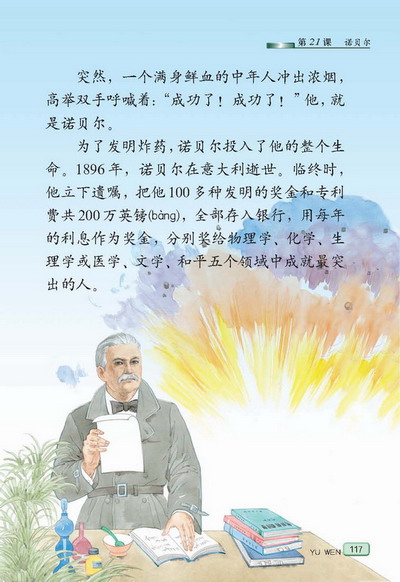 第21课 诺贝尔
突然，一个满身鲜血的中年人冲出浓烟，
高举双手呼喊着：“成功了！成功了！”他，就
是诺贝尔。
为了发明炸药，诺贝尔投入了他的整个生
命。1896年，诺贝尔在意大利逝世。临终时，
他立下遗嘱，把他100多种发明的奖金和专利
费共200万英镑(bàng)，全部存入银行，用每年
的利息作为奖金，分别奖给物理学、化学、生
理学或医学、文学、和平五个领域中成就最突
出的人。
YU WEN 117